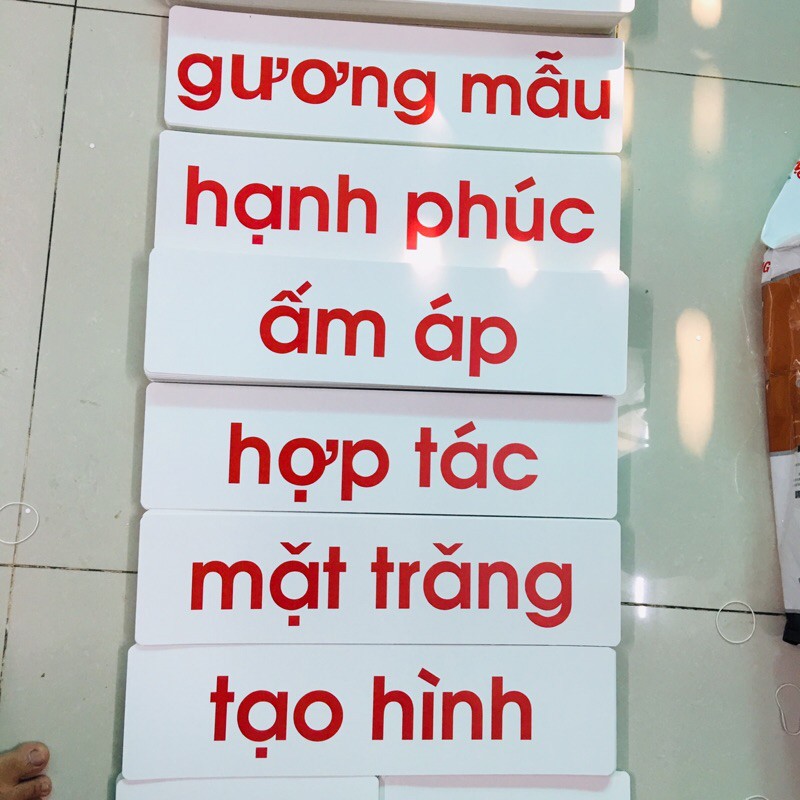 gương mẫu
hạnh phúc
ấm áp
hợp tác
mặt trăng
tạo hình